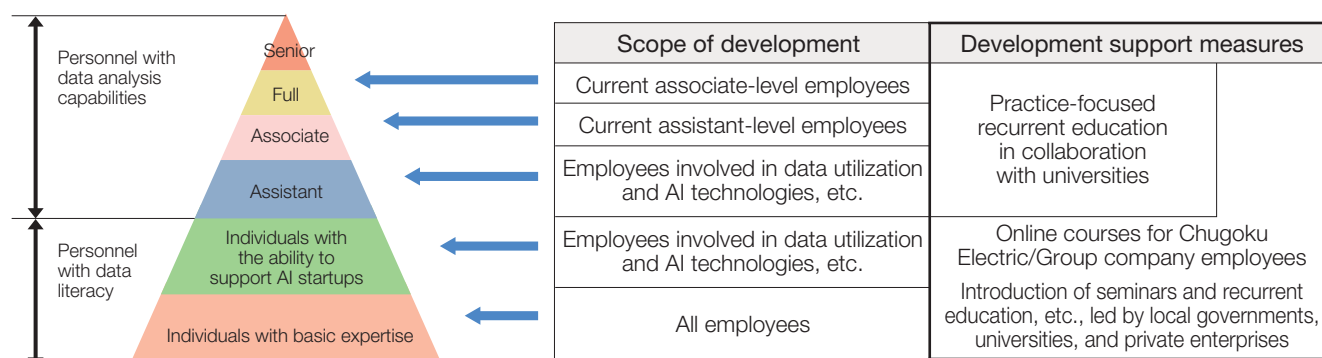 Personnel with
data analysis
capabilities
Personnel
with data
literacy
Senior
Full
Associate
Assistant
Individuals with
the ability to
support AI startups
Individuals with basic expertise
Scope of development
Development support measures
Current associate-level employees
Current assistant-level employees
Employees involved in data utilization
and AI technologies, etc.
Practice-focused
recurrent education
in collaboration
with universities
Employees involved in data utilization
and AI technologies, etc.
All employees
Online courses for Chugoku
Electric/Group company employees
Introduction of seminars and recurrent
education, etc., led by local governments,
universities, and private enterprises